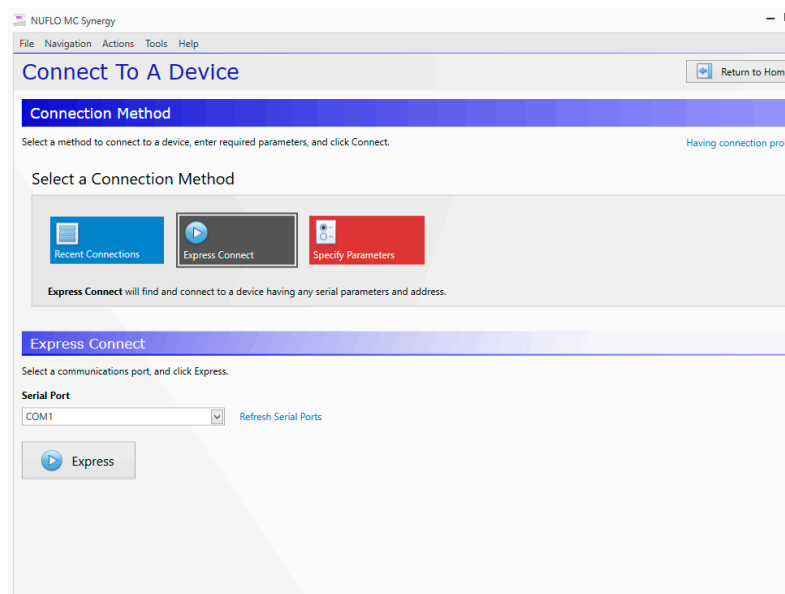 NUFLO MC Synergy
File Navigation Actions Tools Help
Connect To A Device
Return to Hom
Connection Method
Select a method to connect to a device, enter required parameters, and click Connect.
Having connection pro
Select a Connection Method
Recent Connections
Express Connect
Specify Parameters
Express Connect will find and connect to a device having any serial parameters and address.
Express Connect
Select a communications port, and click Express.
Serial Port
COM1
Refresh Serial Ports
Express